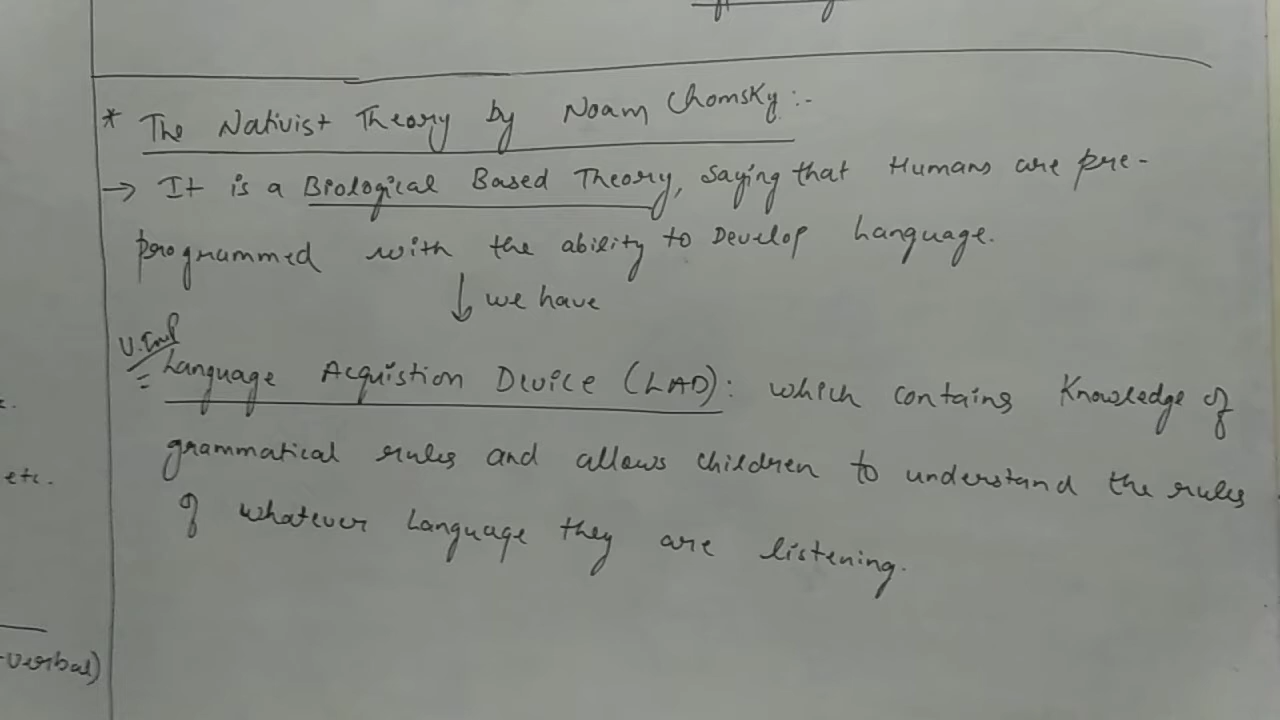 * The Nativist Theory by Noam Chomsky:-
→ It is a Biological Based Theory, saying that Humans are pre-
programmed with the ability to Develop Language.
↓ we have
V.Imp
Language Acquistion Device (LAD): which contains Knowledge of
grammatical rules and allows children to understand the rules
of whatever Language they are listening.
etc.
-verbal)